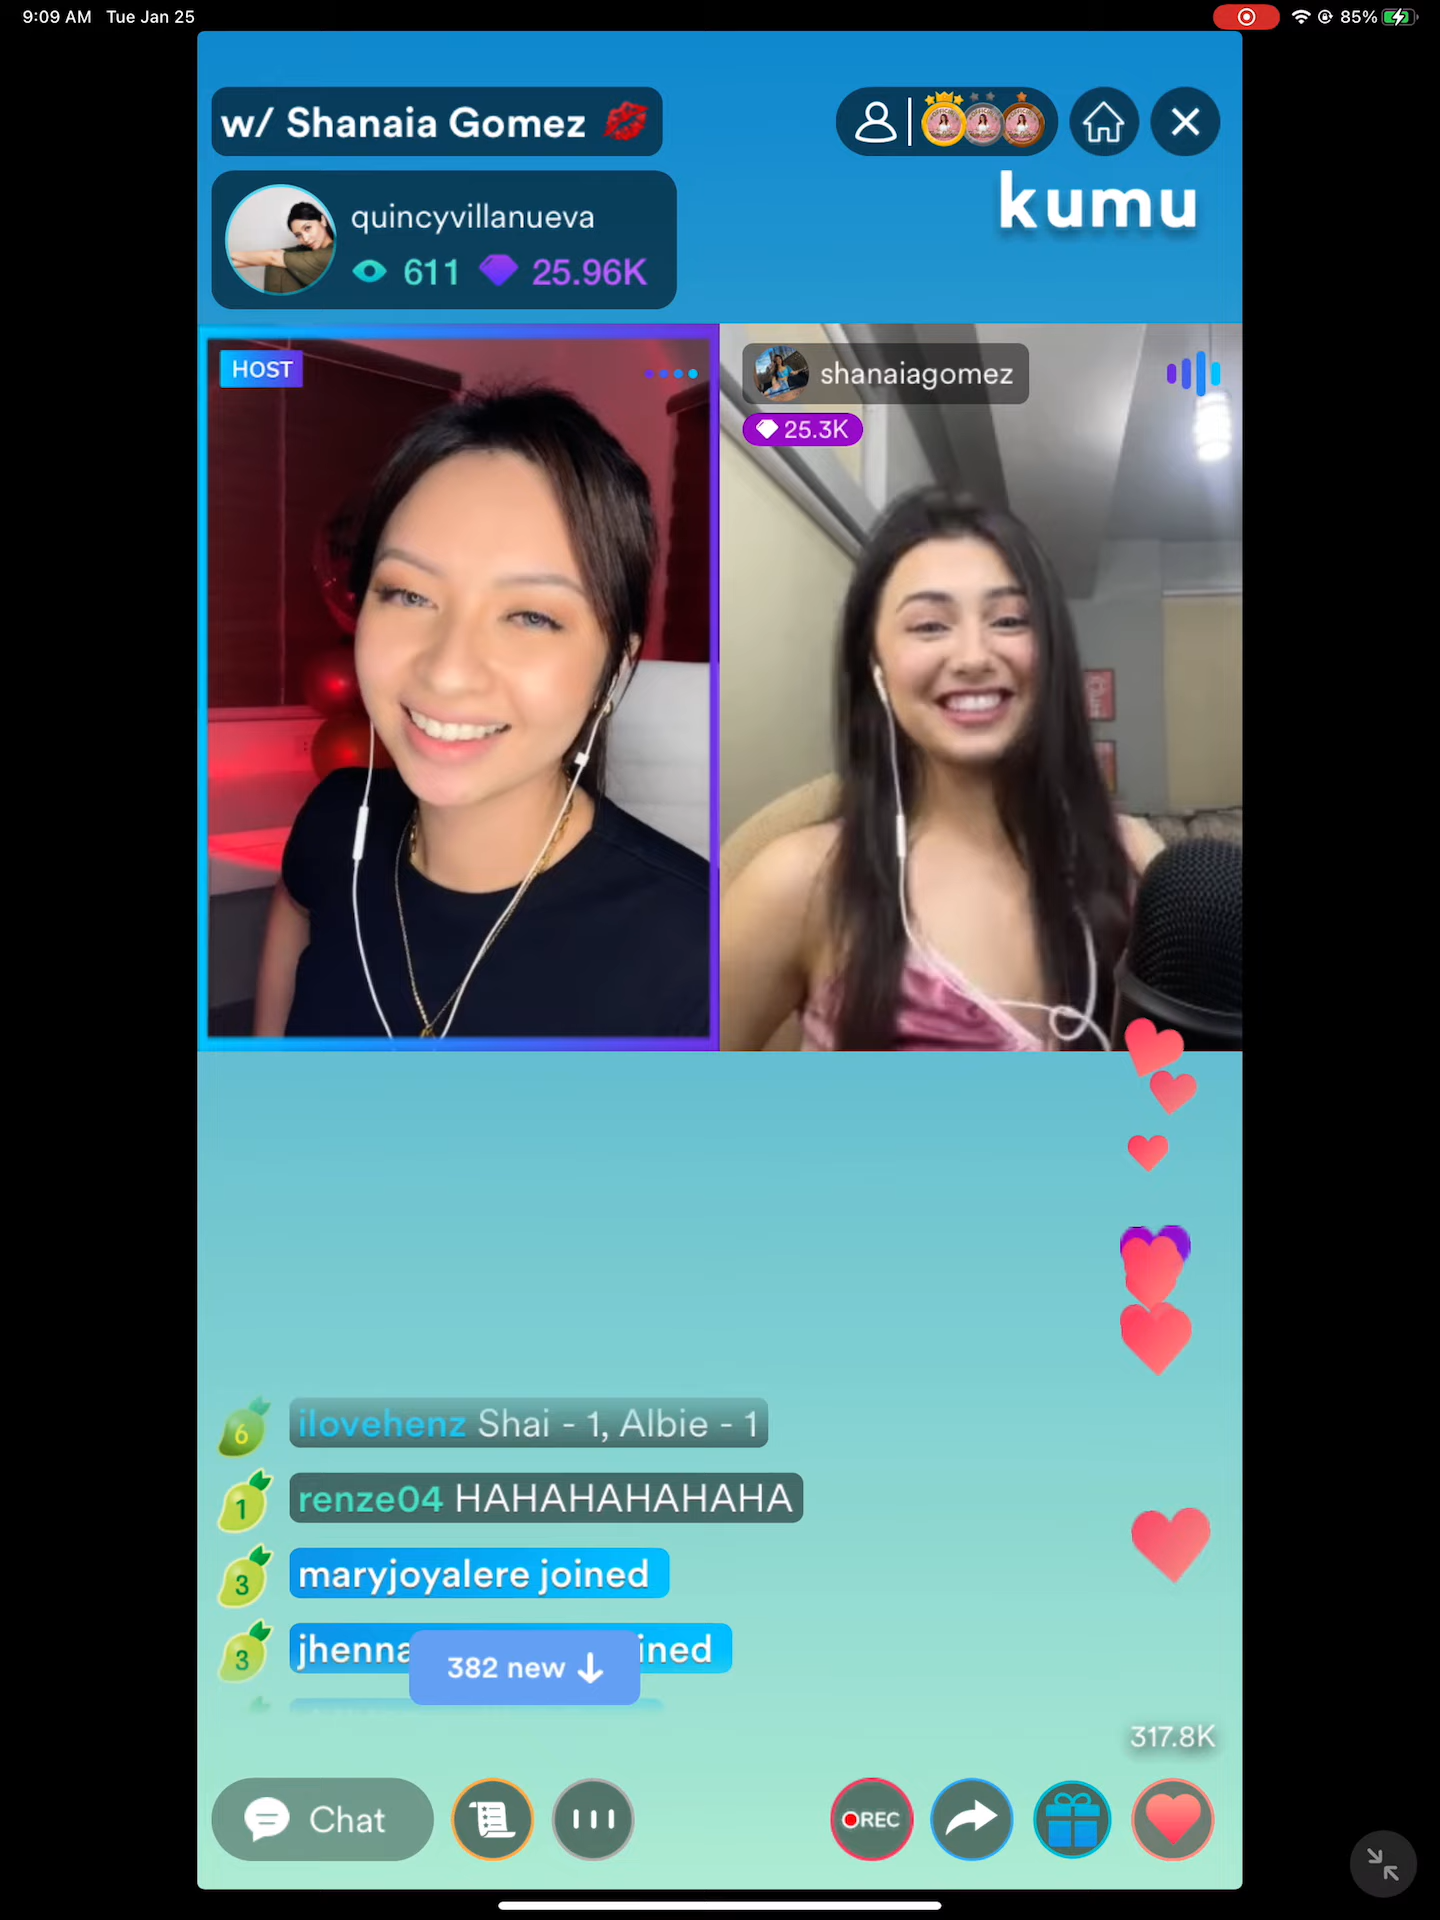 9:09 AM Tue Jan 25
85%
w/ Shanaia Gomez 💋
quincyvillanueva
611 25.96K
kumu
HOST
shanaiagomez
25.3K
6 ilovehenz Shai - 1, Albie - 1
1 renze04 HAHAHAHAHAHA
3 maryjoyalere joined
3 jhenna ined
382 new ↓
317.8K
Chat
REC